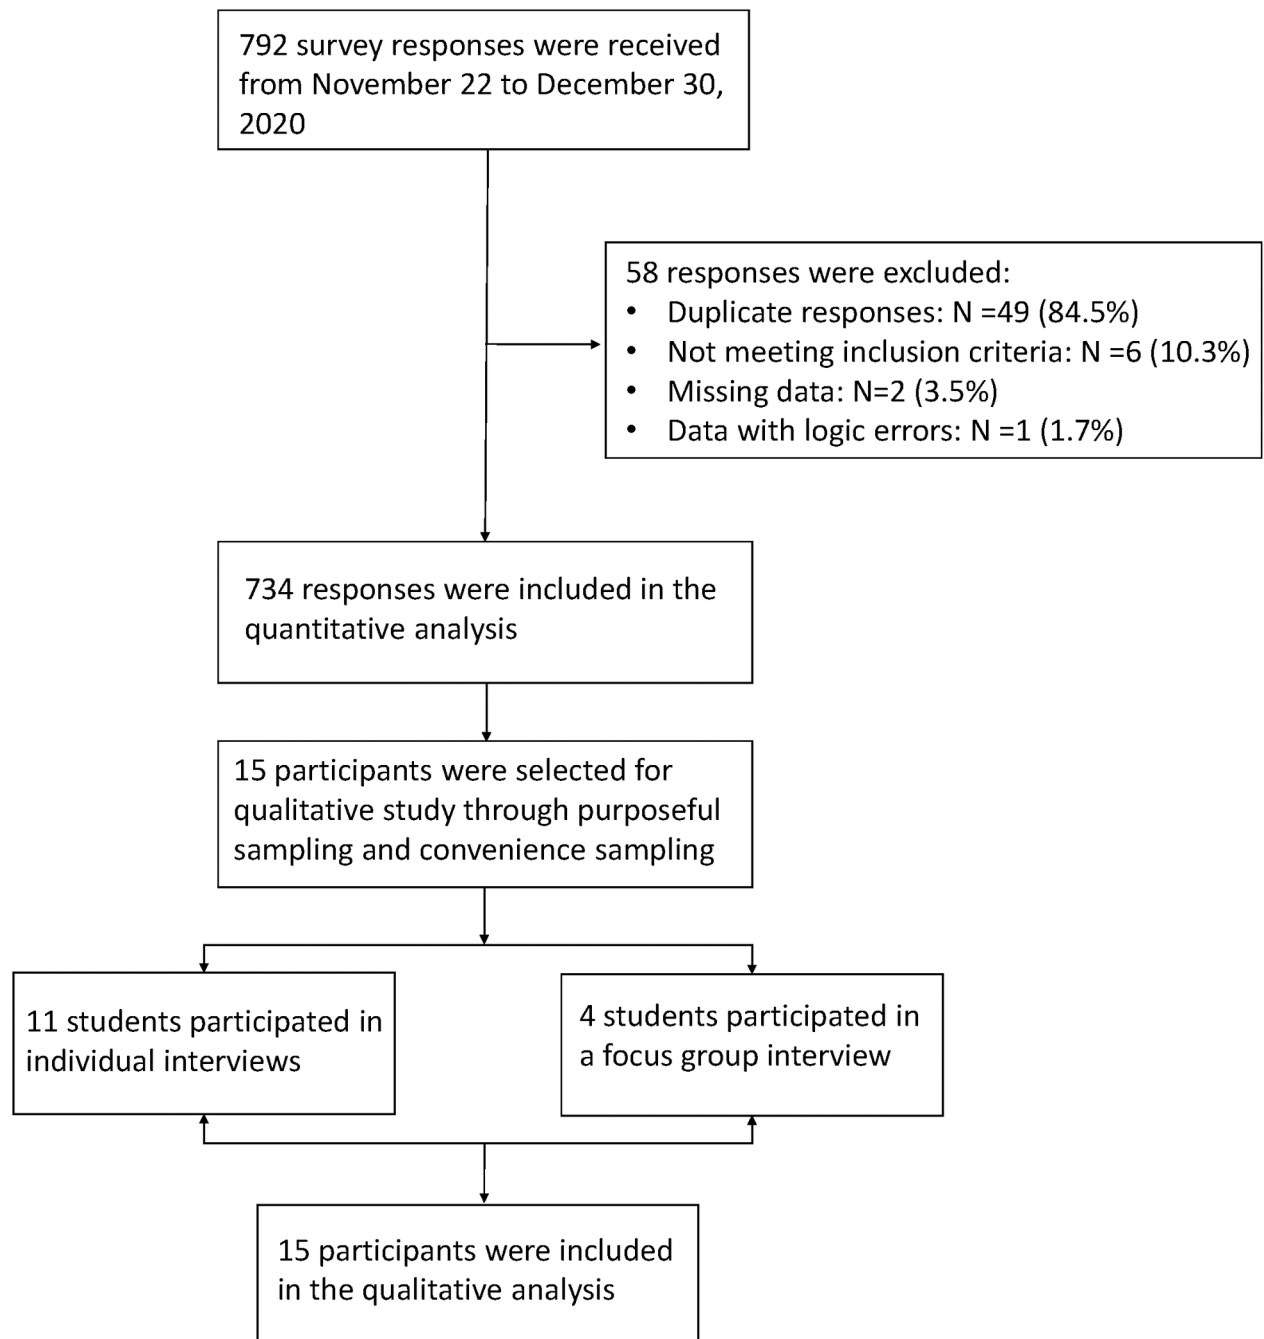 792 survey responses were received
from November 22 to December 30,
2020
58 responses were excluded:
• Duplicate responses: N =49 (84.5%)
• Not meeting inclusion criteria: N =6 (10.3%)
• Missing data: N=2 (3.5%)
• Data with logic errors: N =1 (1.7%)
734 responses were included in the
quantitative analysis
15 participants were selected for
qualitative study through purposeful
sampling and convenience sampling
11 students participated in
individual interviews
4 students participated in
a focus group interview
15 participants were included
in the qualitative analysis